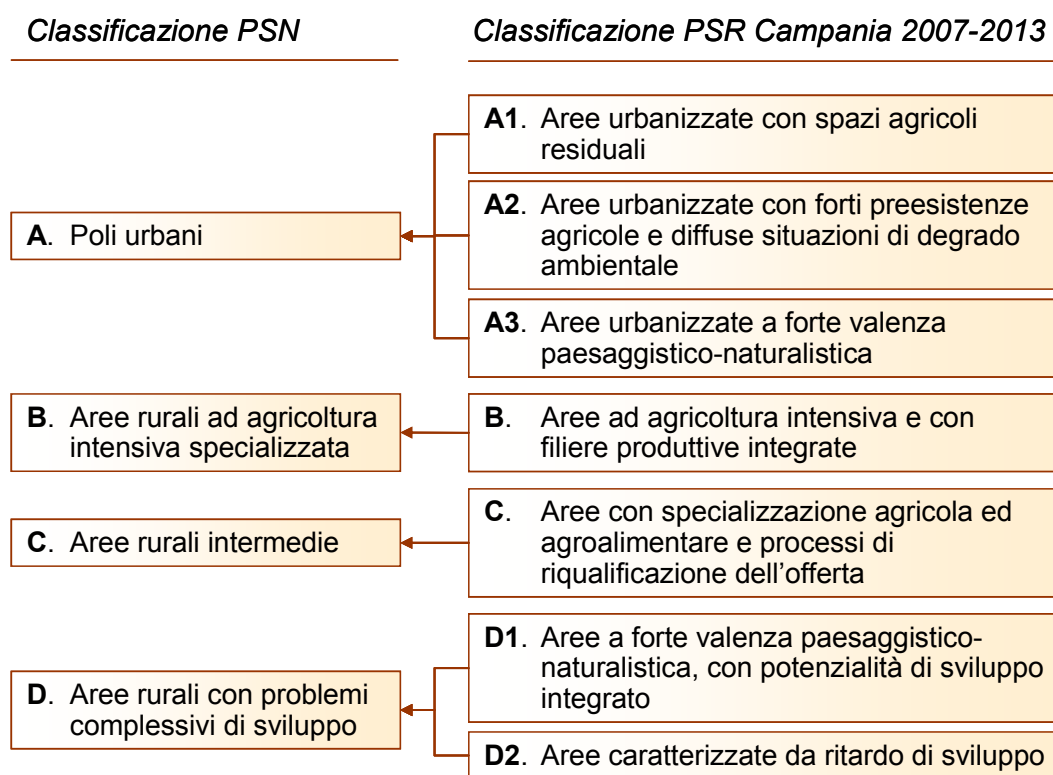 Classificazione PSN
Classificazione PSR Campania 2007-2013
A1. Aree urbanizzate con spazi agricoli
residuali
A2. Aree urbanizzate con forti preesistenze
agricole e diffuse situazioni di degrado
ambientale
A. Poli urbani
A3. Aree urbanizzate a forte valenza
paesaggistico-naturalistica
B. Aree rurali ad agricoltura
intensiva specializzata
B. Aree ad agricoltura intensiva e con
filiere produttive integrate
C. Aree rurali intermedie
C. Aree con specializzazione agricola ed
agroalimentare e processi di
riqualificazione dell'offerta
D1. Aree a forte valenza paesaggistico-
naturalistica, con potenzialità di sviluppo
integrato
D. Aree rurali con problemi
complessivi di sviluppo
D2. Aree caratterizzate da ritardo di sviluppo